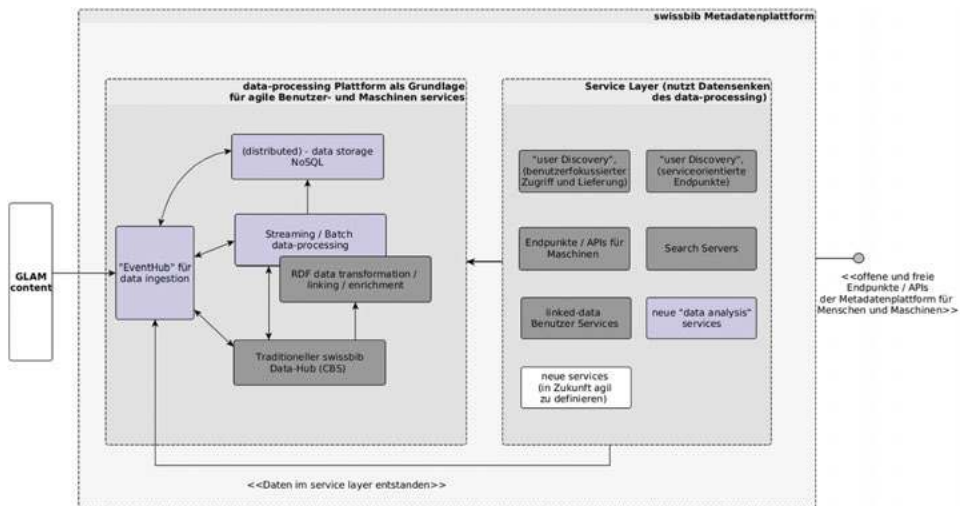 swissbib Metadatenplattform
data-processing Plattform als Grundlage
für agile Benutzer- und Maschinen services
(distributed) - data storage
NoSQL
Streaming / Batch
data-processing
"EventHub" für
data ingestion
RDF data transformation /
linking / enrichment
Traditioneller swissbib
Data-Hub (CBS)
GLAM
content
Service Layer (nutzt Datensenken
des data-processing)
"user Discovery",
(benutzerfokussierter
Zugriff und Lieferung)
"user Discovery",
(serviceorientierte
Endpunkte)
Endpunkte / APIs für
Maschinen
Search Servers
linked-data
Benutzer Services
neue "data analysis"
services
neue services
(in Zukunft agil
zu definieren)
<<offene und freie
Endpunkte / APIs
der Metadatenplattform für
Menschen und Maschinen>>
<<Daten im service layer entstanden>>